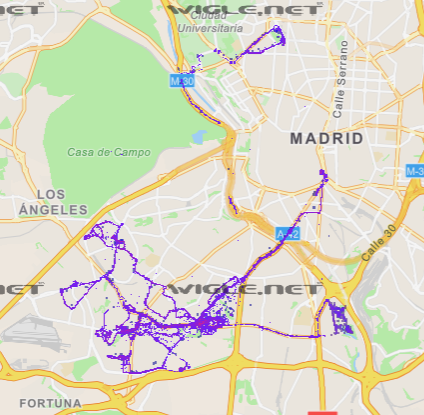 .NET
WIGLE.NET
Ciudad
Universitaria
M-30
Calle Serrano
MADRID
Casa de Campo
M-3
LOS
ÁNGELES
A-42
Calle 30
.NET
WIGLE.NET
FORTUNA